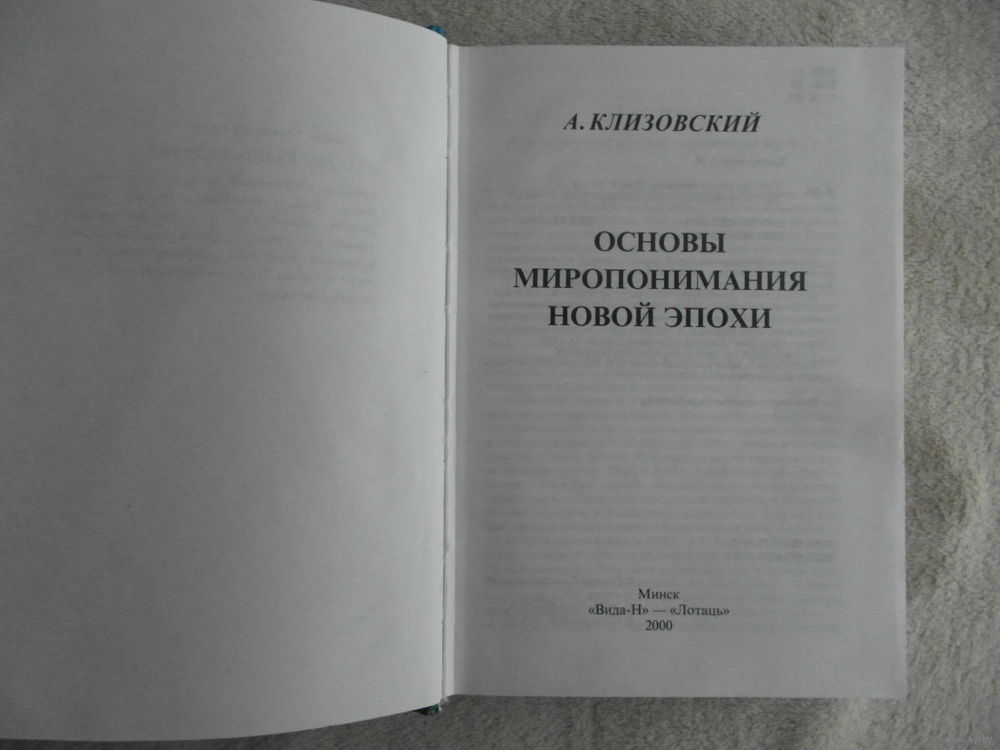 А. КЛИЗОВСКИЙ
ОСНОВЫ
МИРОПОНИМАНИЯ
НОВОЙ ЭПОХИ
Минск
«Вида-Н» — «Лотаць»
2000